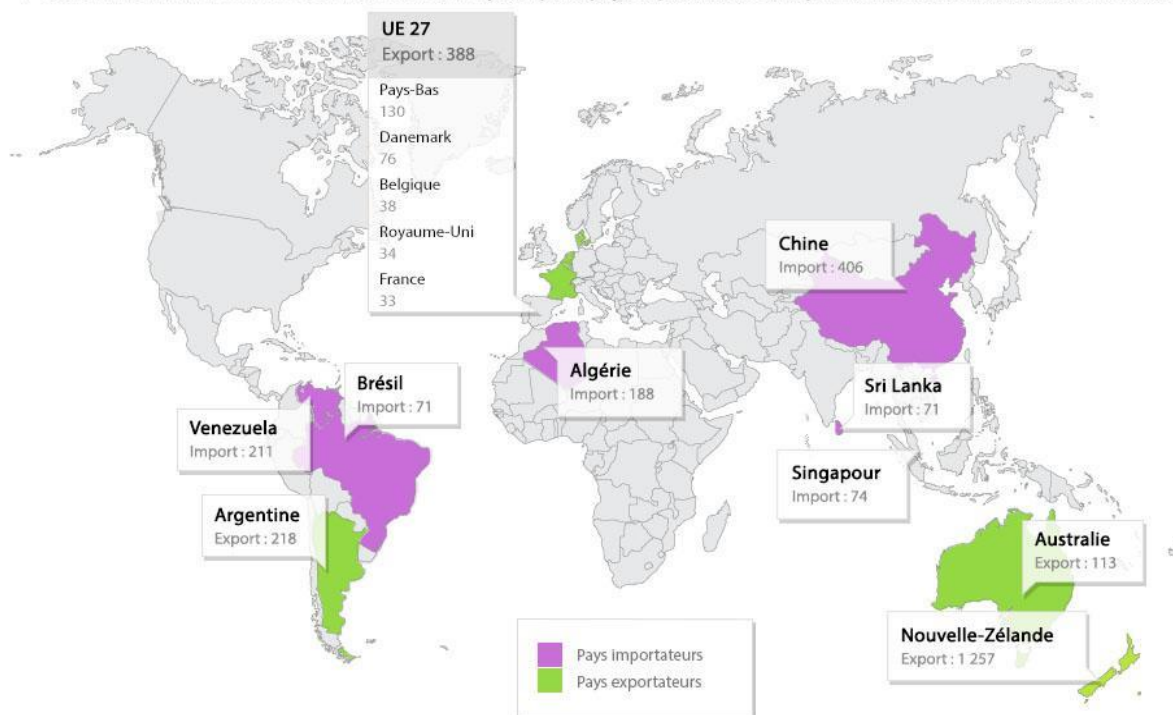 UE 27
Export : 388
Pays-Bas
130
Danemark
76
Belgique
38
Royaume-Uni
34
France
33
Chine
Import : 406
Algérie
Import : 188
Sri Lanka
Import : 71
Brésil
Import : 71
Venezuela
Import : 211
Singapour
Import : 74
Argentine
Export : 218
Australie
Export : 113
Nouvelle-Zélande
Export : 1 257
Pays importateurs
Pays exportateurs